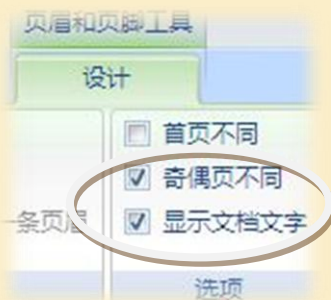 页眉和页脚工具
设计
首页不同
奇偶页不同
一条页眉
显示文档文字
选项